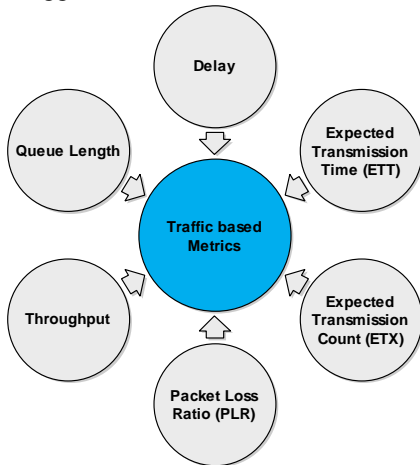 Delay
Queue Length
Expected
Transmission
Time (ETT)
Traffic based
Metrics
Throughput
Expected
Transmission
Count (ETX)
Packet Loss
Ratio (PLR)